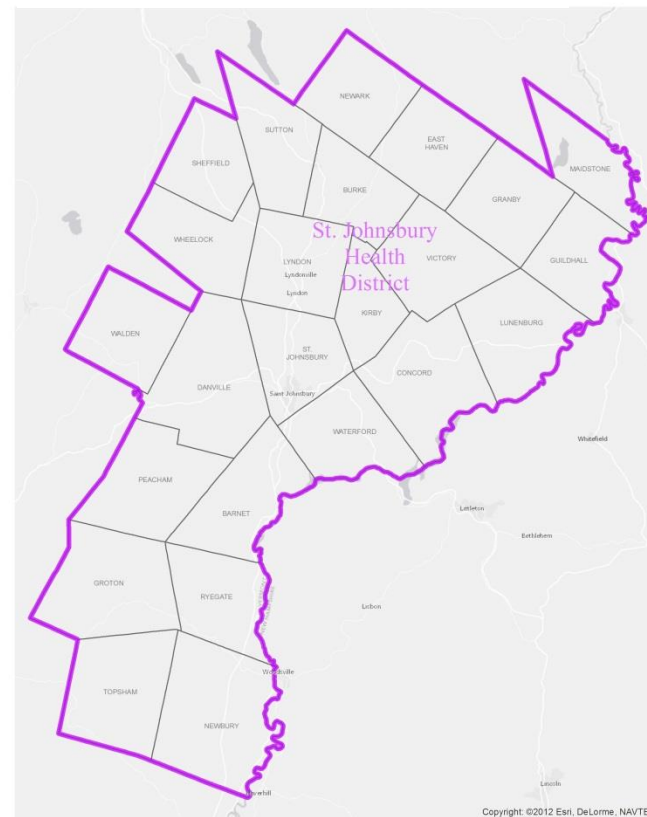 NEWARK
SUTTON
EAST
HAVEN
MAIDSTONE
SHEFFIELD
BURKE
GRANBY
WHEELOCK
St. Johnsbury
Health
District
LYNDON
Lyndonville
Lyndon
VICTORY
GUILDHALL
WALDEN
KIRBY
LUNENBURG
ST.
JOHNSBURY
CONCORD
DANVILLE
Saint Johnsbury
WATERFORD
Whitefield
PEACHAM
BARNET
Littleton
Bethlehem
GROTON
RYEGATE
Lisbon
Woodsville
TOPSHAM
NEWBURY
Lincoln
Haverhill
Copyright: ©2012 Esri, DeLorme, NAVTE